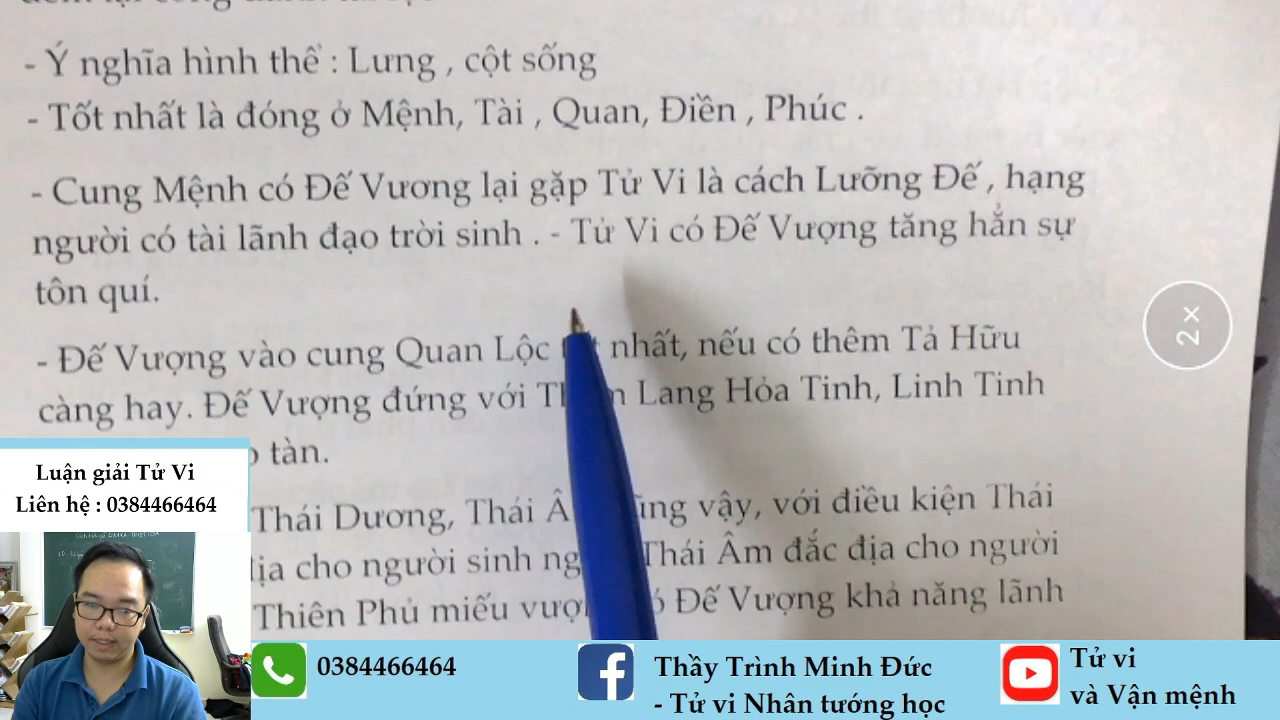 - Ý nghĩa hình thể : Lưng , cột sống
- Tốt nhất là đóng ở Mệnh, Tài , Quan, Điền , Phúc .
- Cung Mệnh có Đế Vương lại gặp Tử Vi là cách Lưỡng Đế , hạng
người có tài lãnh đạo trời sinh . - Tử Vi có Đế Vượng tăng hẳn sự
tôn quí.
- Đế Vượng vào cung Quan Lộc nhất, nếu có thêm Tả Hữu
càng hay. Đế Vượng đứng với Lang Hỏa Tinh, Linh Tinh
tàn.
Thái Dương, Thái vậy, với điều kiện Thái
cho người sinh Thái Âm đắc địa cho người
Thiên Phủ miếu Đế Vượng khả năng lãnh
2 ×
Luận giải Tử Vi
Liên hệ : 0384466464
0384466464
Thầy Trình Minh Đức
- Tử vi Nhân tướng học
Tử vi
và Vận mệnh